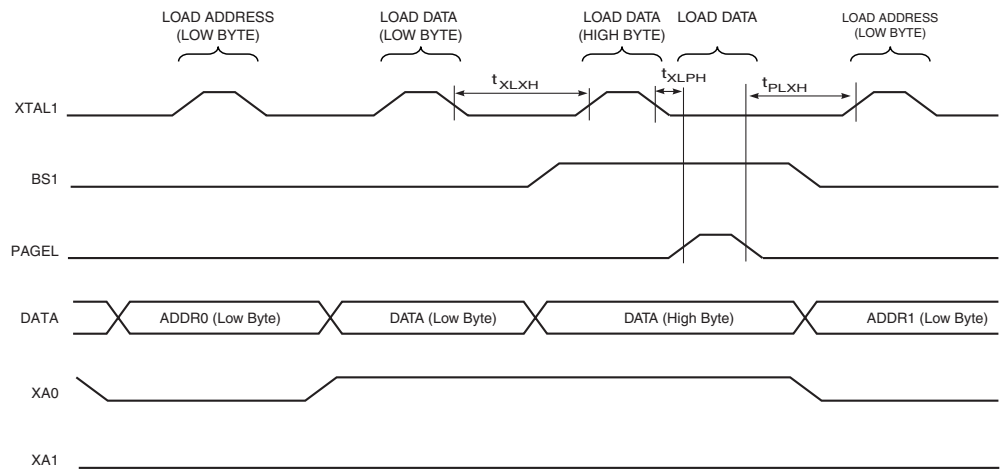 LOAD ADDRESS
(LOW BYTE)
LOAD DATA
(LOW BYTE)
LOAD DATA
(HIGH BYTE)
LOAD DATA
LOAD ADDRESS
(LOW BYTE)
tXLXH
tXLPH
tPLXH
XTAL1
BS1
PAGEL
DATA
ADDR0 (Low Byte)
DATA (Low Byte)
DATA (High Byte)
ADDR1 (Low Byte)
XA0
XA1